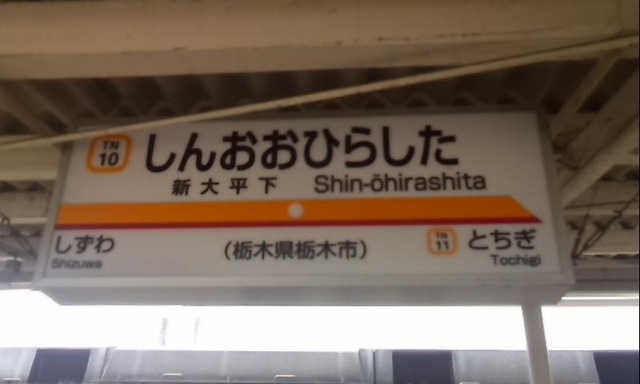 TN
10
しんおおひらした
新大平下 Shin-ōhirashita
しずわ
Shizuwa
(栃木県栃木市)
TN
11
とちぎ
Tochigi